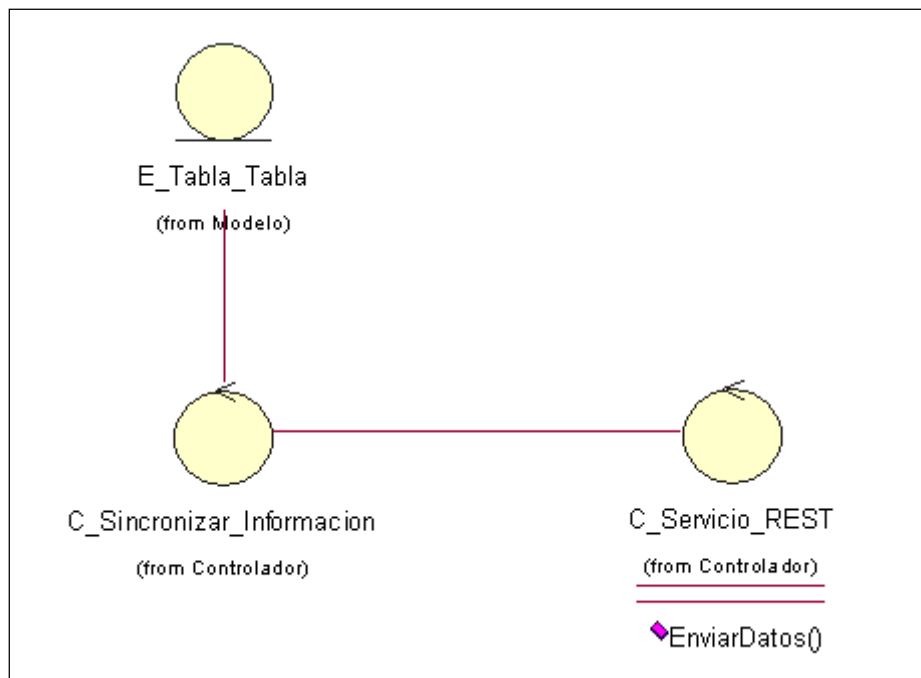 E_Tabla_Tabla
(from Modelo)
C_Sincronizar_Informacion
(from Controlador)
C_Servicio_REST
(from Controlador)
EnviarDatos()